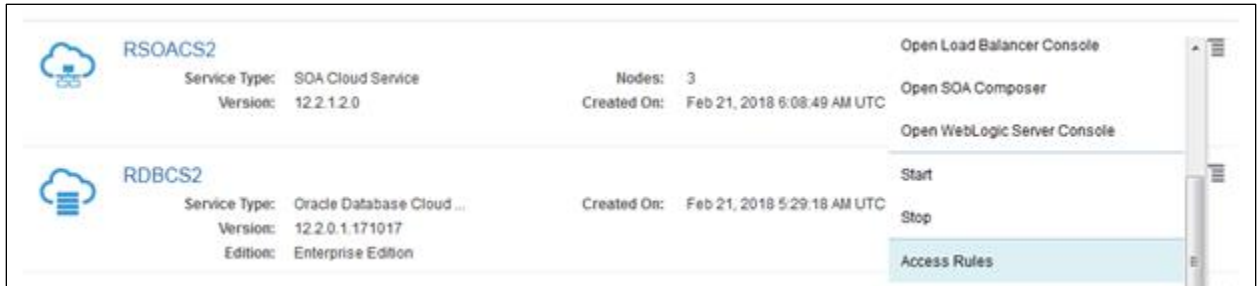 RSOACS2
Service Type: SOA Cloud Service
Version: 12.2.1.2.0
Nodes: 3
Created On: Feb 21, 2018 6:08:49 AM UTC
RDBCS2
Service Type: Oracle Database Cloud ...
Version: 12.2.0.1.171017
Edition: Enterprise Edition
Created On: Feb 21, 2018 5:29:18 AM UTC
Open Load Balancer Console
Open SOA Composer
Open WebLogic Server Console
Start
Stop
Access Rules